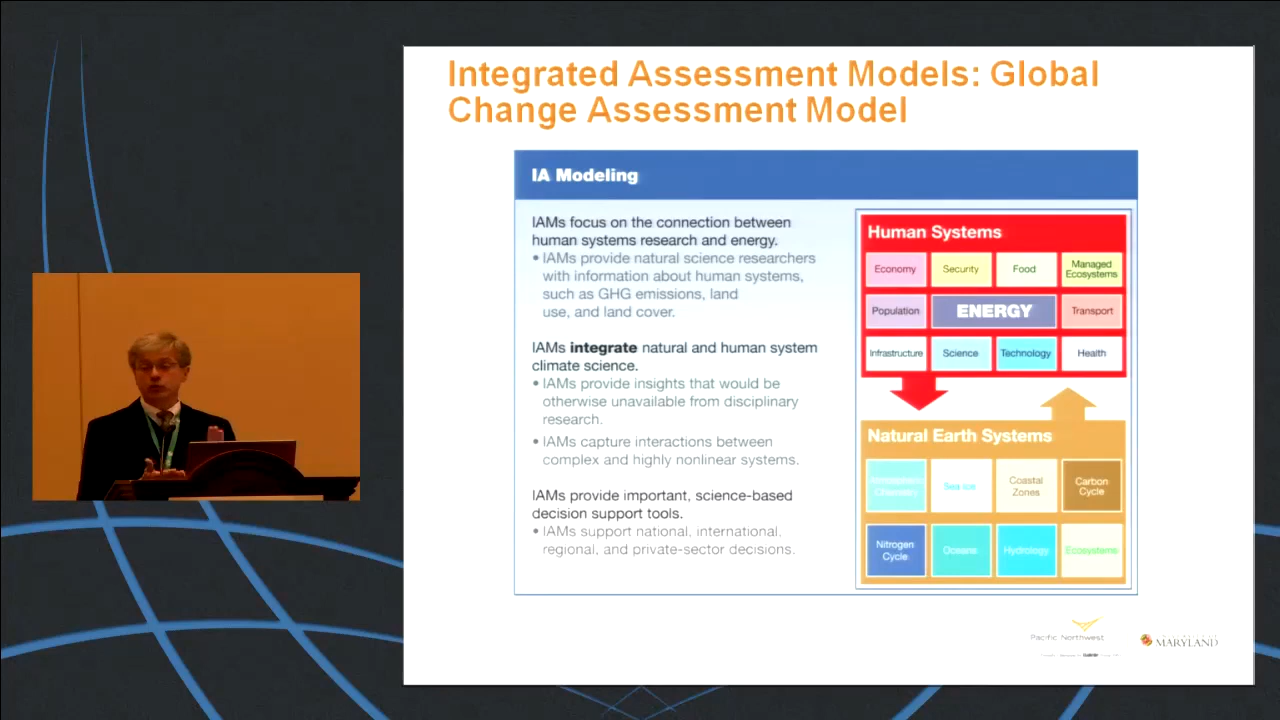 Integrated Assessment Models: Global
Change Assessment Model
IA Modeling
IAMs focus on the connection between
human systems research and energy.
• IAMs provide natural science researchers
with information about human systems,
such as GHG emissions, land
use, and land cover.
IAMs integrate natural and human system
climate science.
• IAMs provide insights that would be
otherwise unavailable from disciplinary
research.
• IAMs capture interactions between
complex and highly nonlinear systems.
IAMs provide important, science-based
decision support tools.
• IAMs support national, international,
regional, and private-sector decisions.
Human Systems
Economy
Security
Food
Managed
Ecosystems
Population
ENERGY
Transport
Infrastructure
Science
Technology
Health
Natural Earth Systems
Chemistry
Sea Ice
Coastal
Zones
Carbon
Cycle
Nitrogen
Cycle
Oceans
Hydrology
Ecosystems
Pacific Northwest
MARYLAND